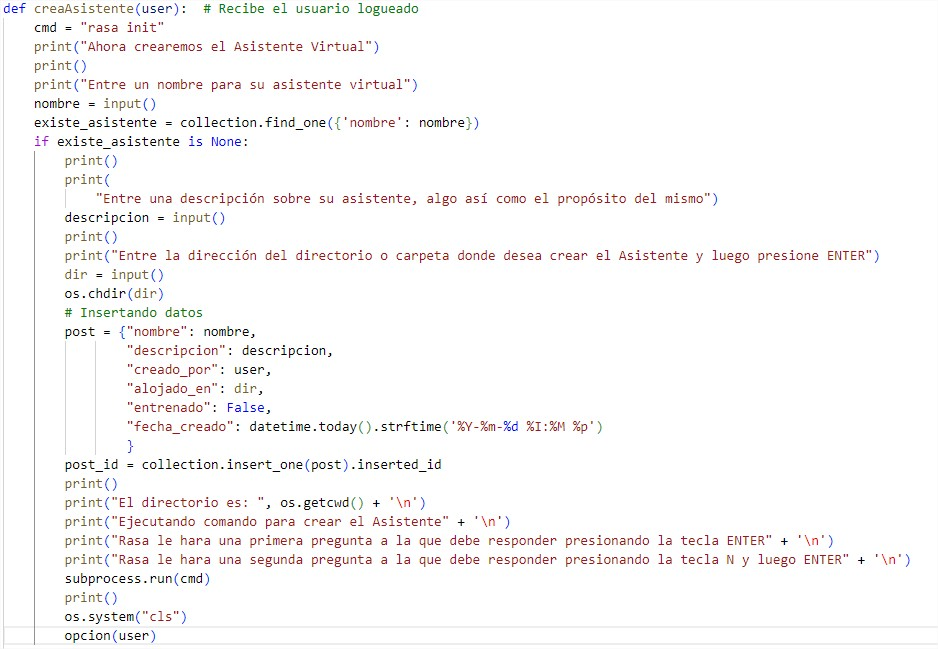 def creaAsistente(user):  # Recibe el usuario logueado
    cmd = "rasa init"
    print("Ahora crearemos el Asistente Virtual")
    print()
    print("Entre un nombre para su asistente virtual")
    nombre = input()
    existe_asistente = collection.find_one({'nombre': nombre})
    if existe_asistente is None:
        print()
        print(
            "Entre una descripción sobre su asistente, algo así como el propósito del mismo")
        descripcion = input()
        print()
        print("Entre la dirección del directorio o carpeta donde desea crear el Asistente y luego presione ENTER")
        dir = input()
        os.chdir(dir)
        # Insertando datos
        post = {"nombre": nombre,
                "descripcion": descripcion,
                "creado_por": user,
                "alojado_en": dir,
                "entrenado": False,
                "fecha_creado": datetime.today().strftime('%Y-%m-%d %I:%M %p')
                }
        post_id = collection.insert_one(post).inserted_id
        print()
        print("El directorio es: ", os.getcwd() + '\n')
        print("Ejecutando comando para crear el Asistente" + '\n')
        print("Rasa le hara una primera pregunta a la que debe responder presionando la tecla ENTER" + '\n')
        print("Rasa le hara una segunda pregunta a la que debe responder presionando la tecla N y luego ENTER" + '\n')
        subprocess.run(cmd)
        print()
        os.system("cls")
        opcion(user)